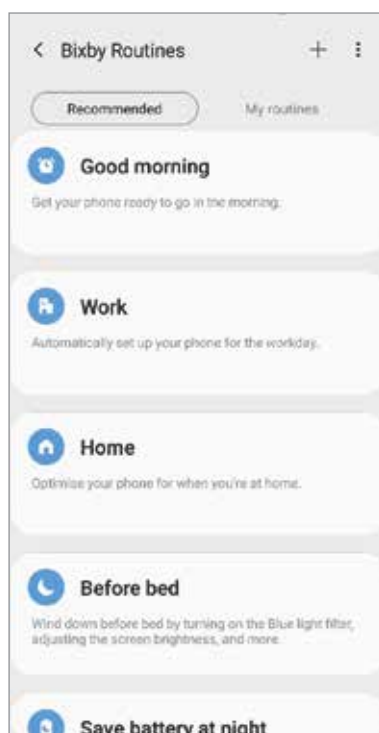 Bixby Routines
Recommended
My routines
Good morning
Get your phone ready to go in the morning.
Work
Automatically set up your phone for the workday.
Home
Optimise your phone for when you're at home.
Before bed
Wind down before bed by turning on the Blue light filter,
adjusting the screen brightness, and more.
Save battery at night